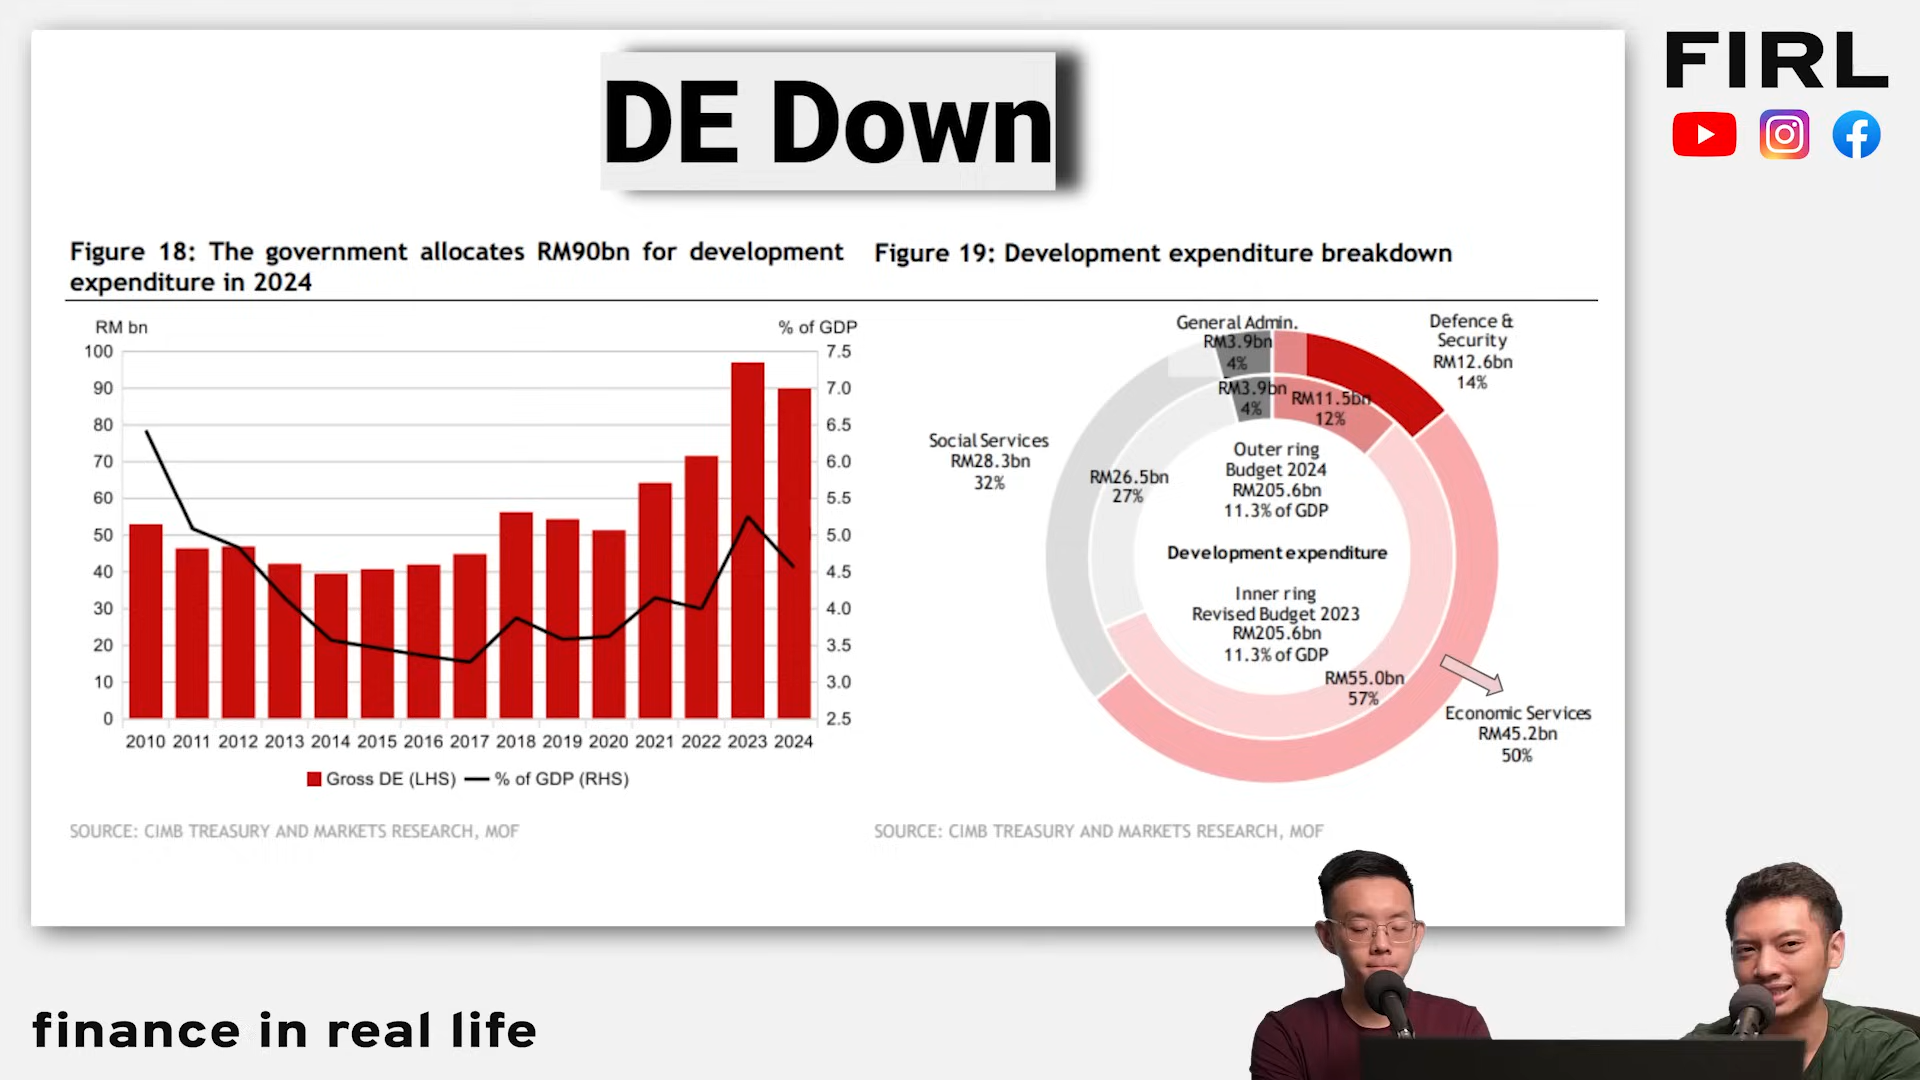 FIRL
DE Down
Figure 18: The government allocates RM90bn for development
expenditure in 2024
RM bn
% of GDP
100
90
80
70
60
50
40
30
20
10
0
7.5
7.0
6.5
6.0
5.5
5.0
4.5
4.0
3.5
3.0
2.5
2010 2011 2012 2013 2014 2015 2016 2017 2018 2019 2020 2021 2022 2023 2024
Gross DE (LHS) % of GDP (RHS)
SOURCE: CIMB TREASURY AND MARKETS RESEARCH, MOF
Figure 19: Development expenditure breakdown
General Admin.
RM3.9bn
4%
Defence &
Security
RM12.6bn
14%
RM3.9bn
4%
RM11.5bn
12%
Social Services
RM28.3bn
32%
RM26.5bn
27%
Outer ring
Budget 2024
RM205.6bn
11.3% of GDP
Development expenditure
Inner ring
Revised Budget 2023
RM205.6bn
11.3% of GDP
RM55.0bn
57%
Economic Services
RM45.2bn
50%
SOURCE: CIMB TREASURY AND MARKETS RESEARCH, MOF
finance in real life